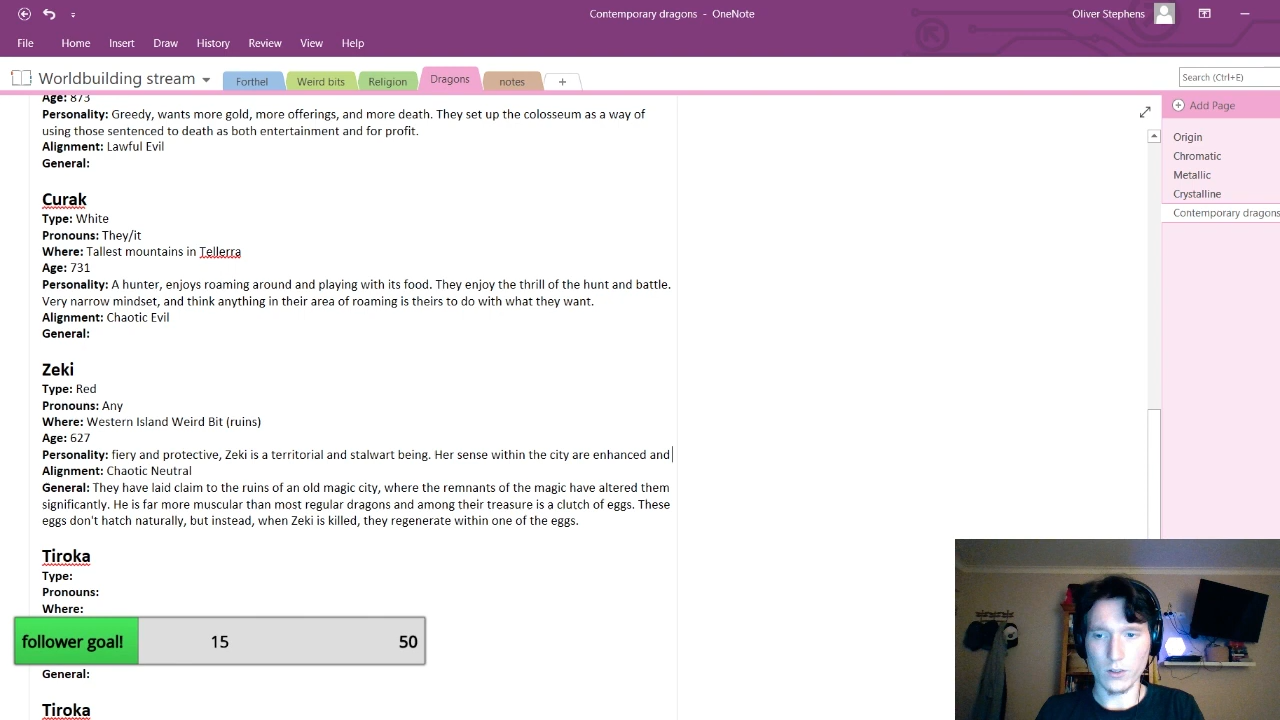 Contemporary dragons - OneNote
Oliver Stephens
File Home Insert Draw History Review View Help
Worldbuilding stream
Forthel Weird bits Religion Dragons notes +
Search (Ctrl+E)
Age: 873
Personality: Greedy, wants more gold, more offerings, and more death. They set up the colosseum as a way of
using those sentenced to death as both entertainment and for profit.
Alignment: Lawful Evil
General:
Curak
Type: White
Pronouns: They/it
Where: Tallest mountains in Tellerra
Age: 731
Personality: A hunter, enjoys roaming around and playing with its food. They enjoy the thrill of the hunt and battle.
Very narrow mindset, and think anything in their area of roaming is theirs to do with what they want.
Alignment: Chaotic Evil
General:
Zeki
Type: Red
Pronouns: Any
Where: Western Island Weird Bit (ruins)
Age: 627
Personality: fiery and protective, Zeki is a territorial and stalwart being. Her sense within the city are enhanced and
Alignment: Chaotic Neutral
General: They have laid claim to the ruins of an old magic city, where the remnants of the magic have altered them
significantly. He is far more muscular than most regular dragons and among their treasure is a clutch of eggs. These
eggs don't hatch naturally, but instead, when Zeki is killed, they regenerate within one of the eggs.
Tiroka
Type:
Pronouns:
Where:
follower goal! 15 50
General:
Tiroka
Add Page
Origin
Chromatic
Metallic
Crystalline
Contemporary dragons